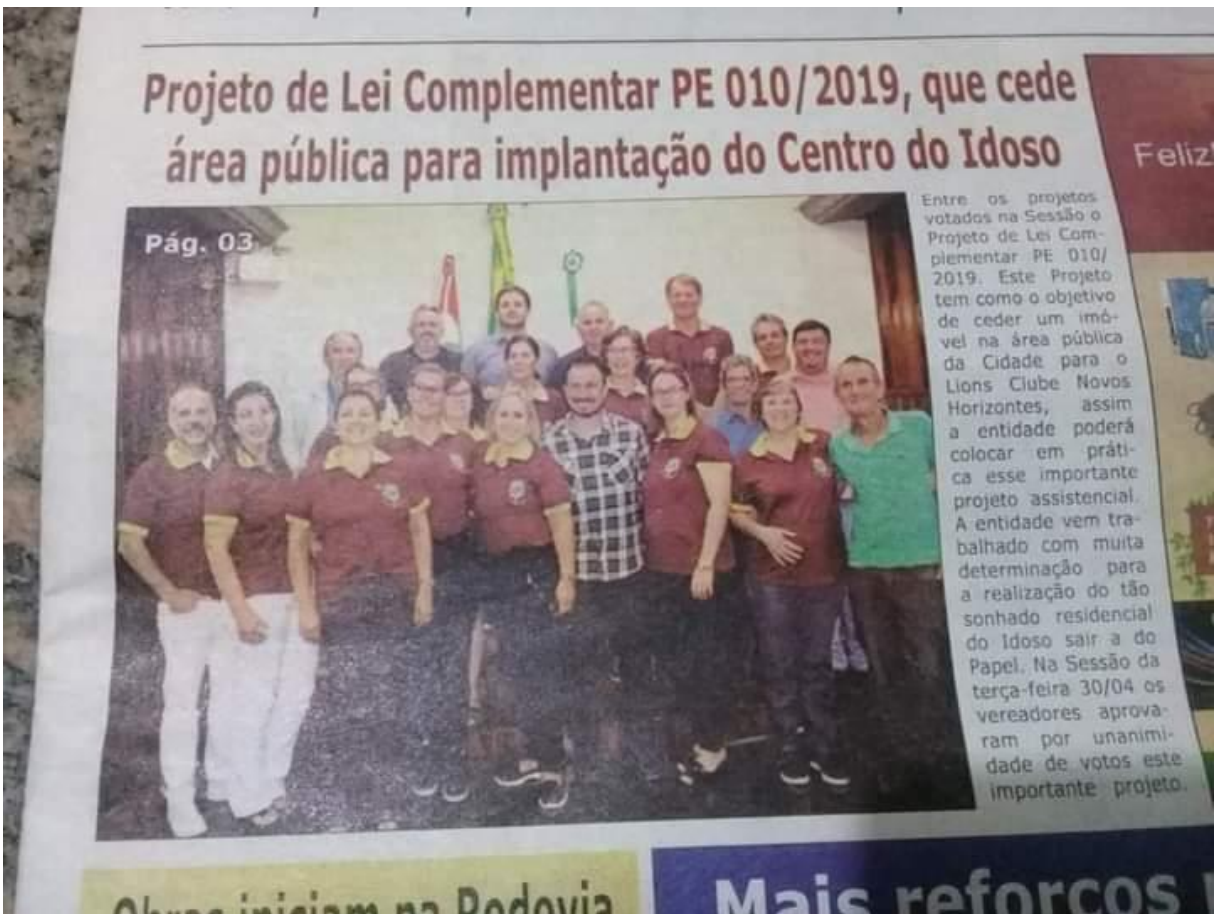 Projeto de Lei Complementar PE 010/2019, que cede
área pública para implantação do Centro do Idoso
Pág. 03
Entre os projetos
votados na Sessão o
Projeto de Lei Com-
plementar PE 010/
2019. Este Projeto
tem como o objetivo
de ceder um imó-
vel na área pública
da Cidade para o
Lions Clube Novos
Horizontes, assim
a entidade poderá
colocar em práti-
ca esse importante
projeto assistencial.
A entidade vem tra-
balhado com muita
determinação para
a realização do tão
sonhado residencial
do Idoso sair a do
Papel. Na Sessão da
terça-feira 30/04 os
vereadores aprova-
ram por unanimi-
dade de votos este
importante projeto.
Feliz
Obras iniciam na Rodovia
Mais reforços